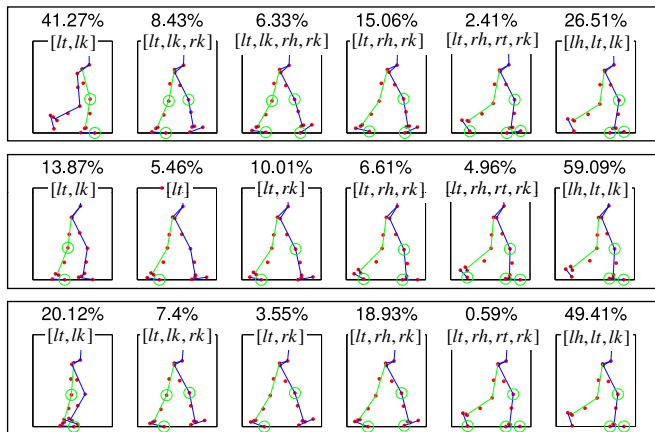 41.27% 8.43% 6.33% 15.06% 2.41% 26.51%
[lt, lk] [lt, lk, rk] [lt, lk, rh, rk] [lt, rh, rk] [lt, rh, rt, rk] [lh, lt, lk]
13.87% 5.46% 10.01% 6.61% 4.96% 59.09%
[lt, lk] [lt] [lt, rk] [lt, rh, rk] [lt, rh, rt, rk] [lh, lt, lk]
20.12% 7.4% 3.55% 18.93% 0.59% 49.41%
[lt, lk] [lt, lk, rk] [lt, rk] [lt, rh, rk] [lt, rh, rt, rk] [lh, lt, lk]